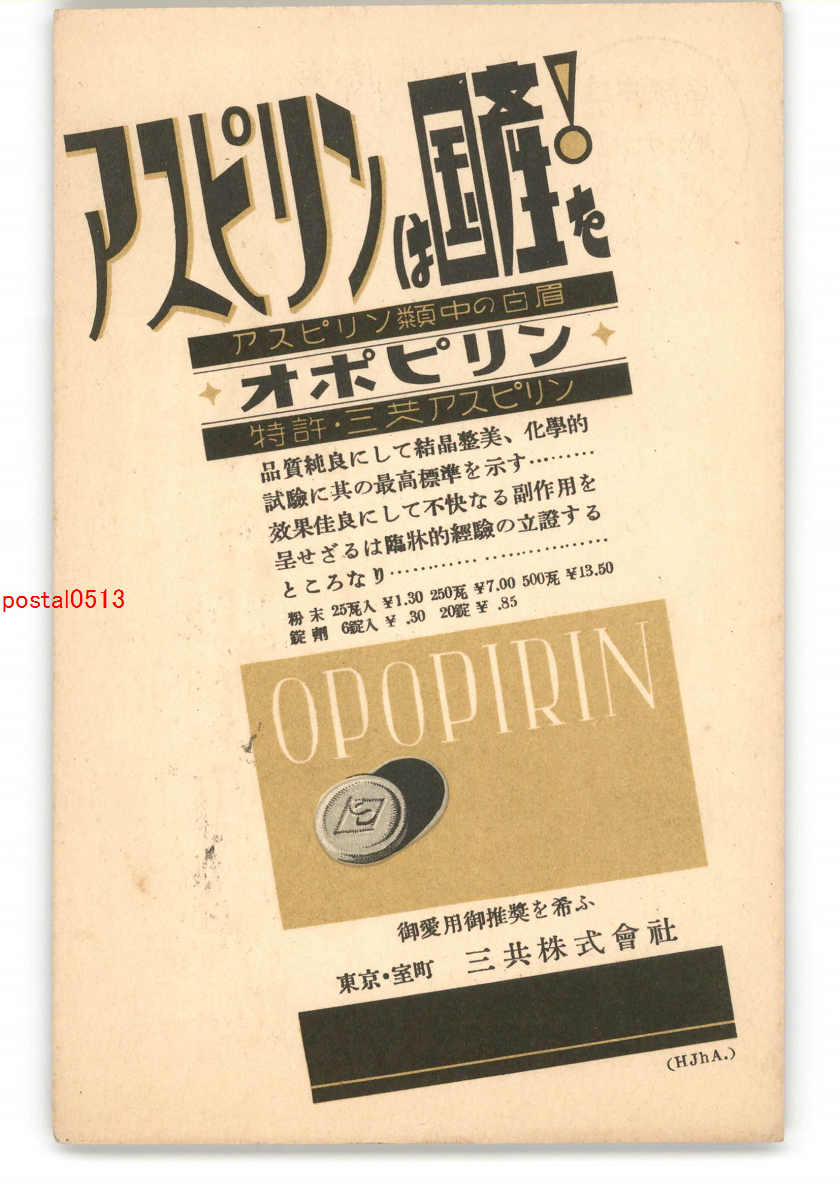 アスピリンは国産を!
アスピリン類中の白眉
オポピリン
特許・三共アスピリン
品質純良にして結晶整美、化學的
試驗に其の最高標準を示す………
效果佳良にして不快なる副作用を
呈せざるは臨牀的經驗の立證する
ところなり…………………………
粉末 25瓦入 ¥1.30 250瓦 ¥7.00 500瓦 ¥13.50
錠劑 6錠入 ¥ .30 20錠 ¥ .85
postal0513
OPOPIRIN
御愛用御推奬を希ふ
東京・室町 三共株式會社
(HJhA.)